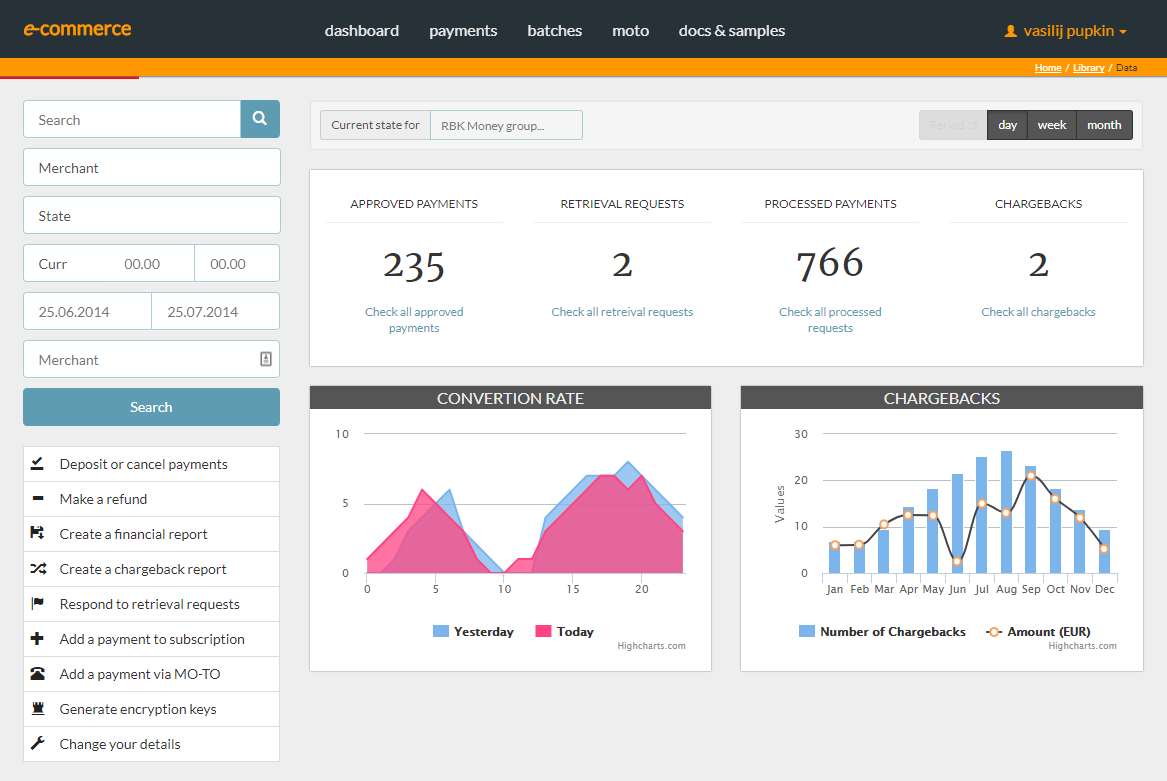 e-commerce
dashboard payments batches moto docs & samples
vasilij pupkin
Home / Library / Data
Search
Merchant
State
Curr 00.00 00.00
25.06.2014 25.07.2014
Merchant
Search
Deposit or cancel payments
Make a refund
Create a financial report
Create a chargeback report
Respond to retrieval requests
Add a payment to subscription
Add a payment via MO-TO
Generate encryption keys
Change your details
Current state for RBK Money group...
Period of day week month
APPROVED PAYMENTS
235
Check all approved
payments
RETRIEVAL REQUESTS
2
Check all retreival requests
PROCESSED PAYMENTS
766
Check all processed
requests
CHARGEBACKS
2
Check all chargebacks
CONVERTION RATE
10
5
0
0 5 10 15 20
Yesterday Today
Highcharts.com
CHARGEBACKS
Values
30
20
10
0
Jan Feb Mar Apr May Jun Jul Aug Sep Oct Nov Dec
Number of Chargebacks Amount (EUR)
Highcharts.com